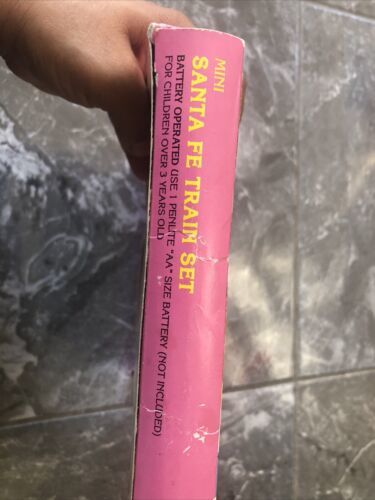 MINI
SANTA FE TRAIN SET
BATTERY OPERATED USE 1 PENLITE "AA" SIZE BATTERY (NOT INCLUDED)
FOR CHILDREN OVER 3 YEARS OLD